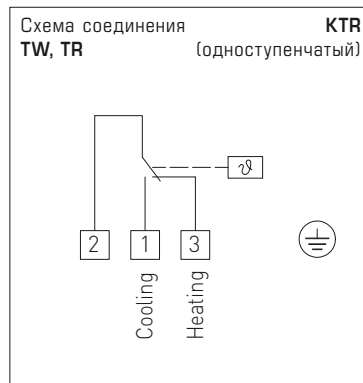 Схема соединения KTR
TW, TR (одноступенчатый)
ϑ
2 1 3
Cooling Heating